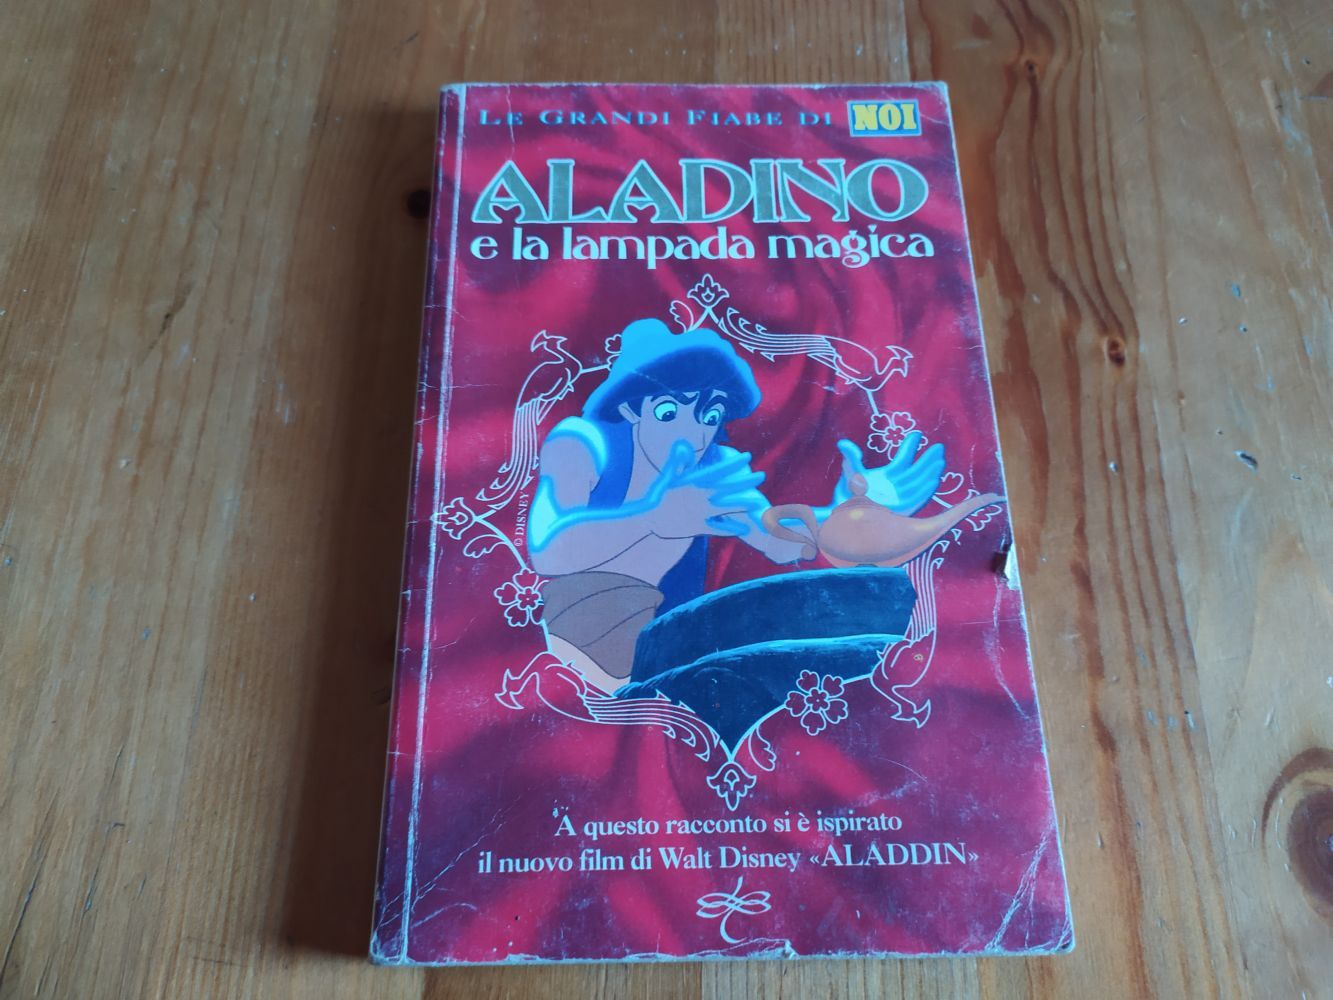 LE GRANDI FIABE DI NOI
ALADINO
e la lampada magica
© DISNEY
A questo racconto si è ispirato
il nuovo film di Walt Disney «ALADDIN»